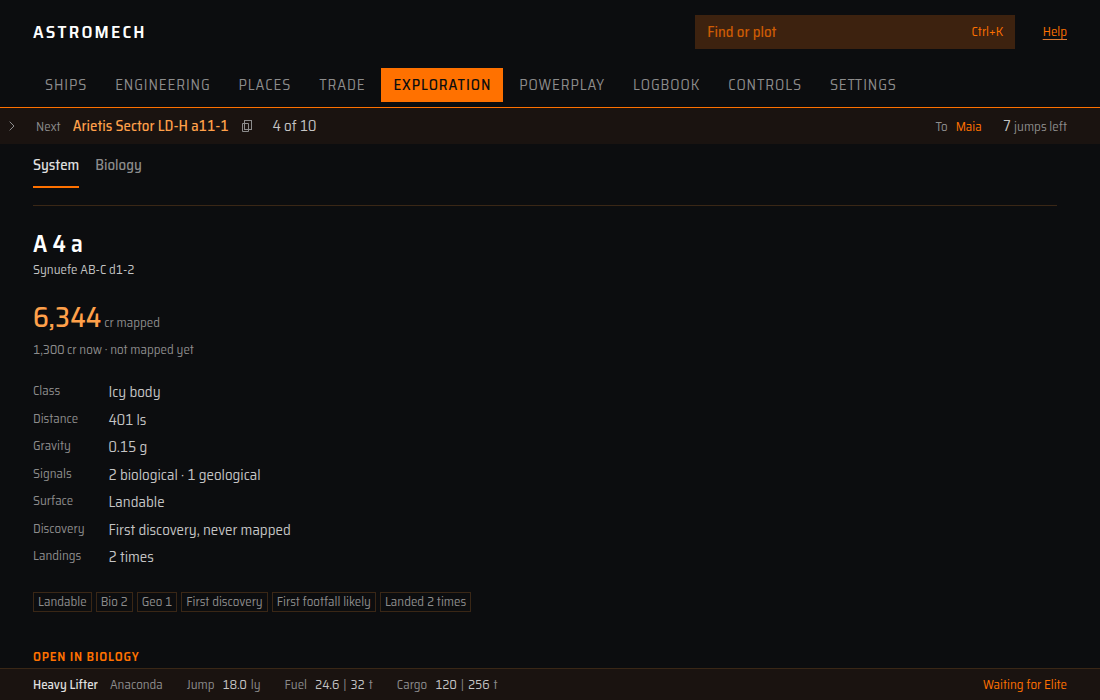 ASTROMECH
Find or plot Ctrl+K
Help
SHIPS ENGINEERING PLACES TRADE EXPLORATION POWERPLAY LOGBOOK CONTROLS SETTINGS
Next Arietis Sector LD-H a11-1 4 of 10 To Maia 7 jumps left
System Biology
A 4 a
Synuefe AB-C d1-2
6,344 cr mapped
1,300 cr now · not mapped yet
Class Icy body
Distance 401 ls
Gravity 0.15 g
Signals 2 biological · 1 geological
Surface Landable
Discovery First discovery, never mapped
Landings 2 times
Landable Bio 2 Geo 1 First discovery First footfall likely Landed 2 times
OPEN IN BIOLOGY
Heavy Lifter Anaconda Jump 18.0 ly Fuel 24.6 | 32 t Cargo 120 | 256 t Waiting for Elite